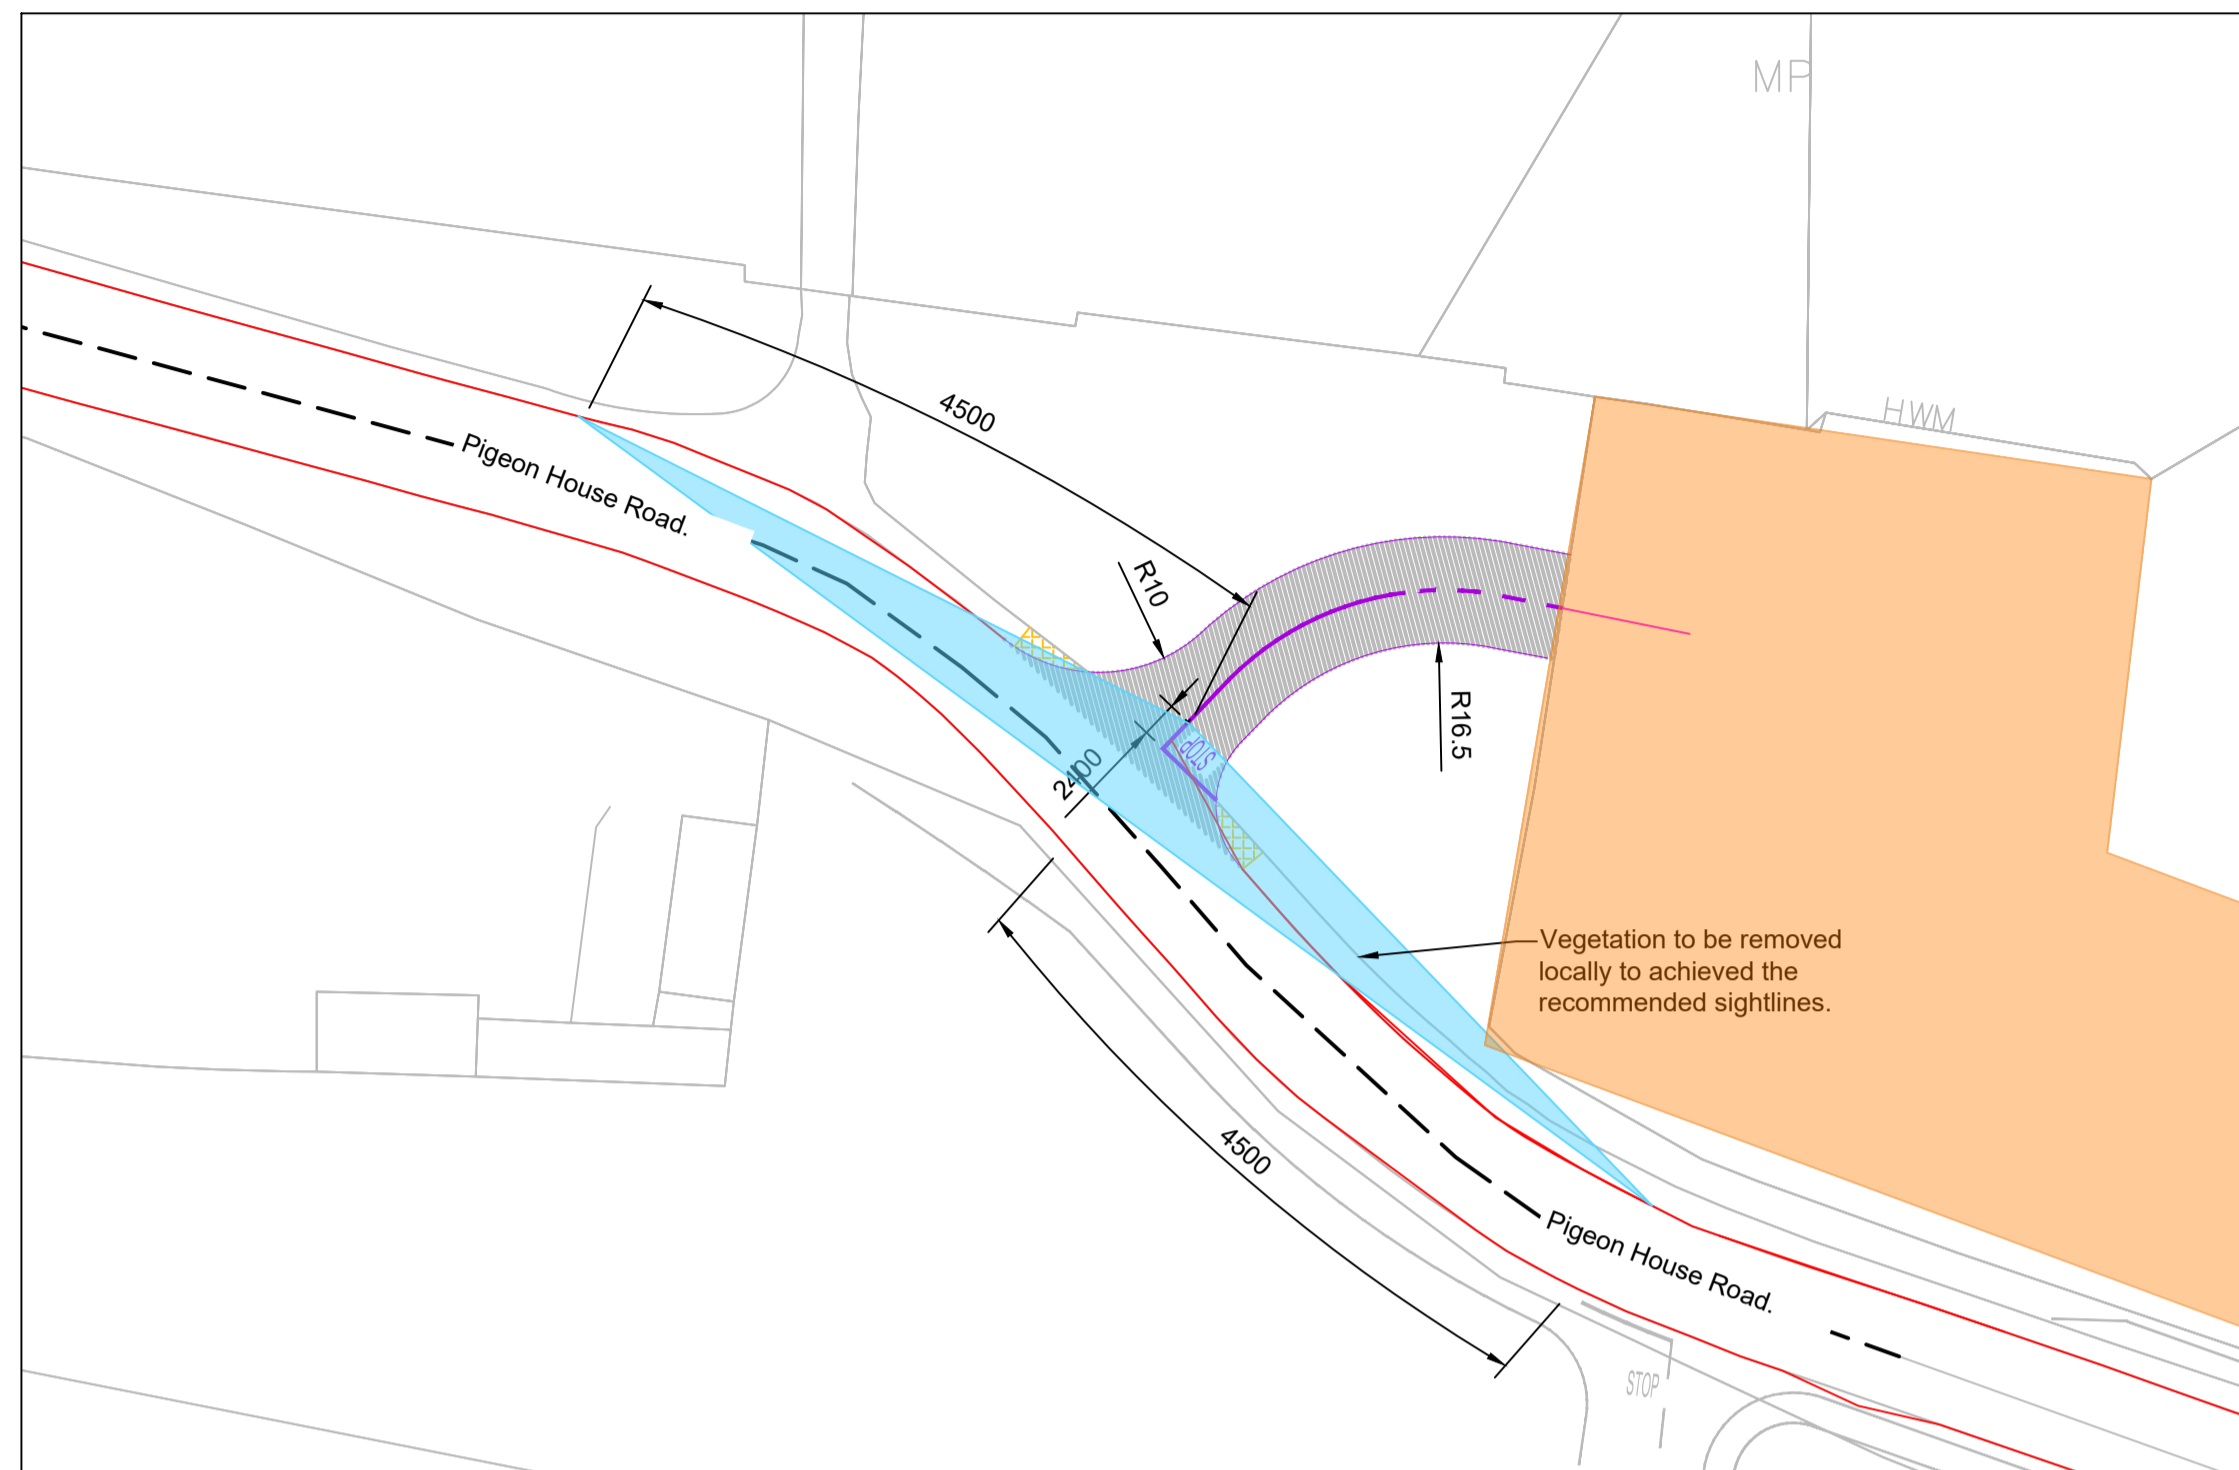 MP
HWM
4500
Pigeon House Road.
R10
R16.5
STOP
2400
Vegetation to be removed
locally to achieved the
recommended sightlines.
4500
Pigeon House Road.
STOP